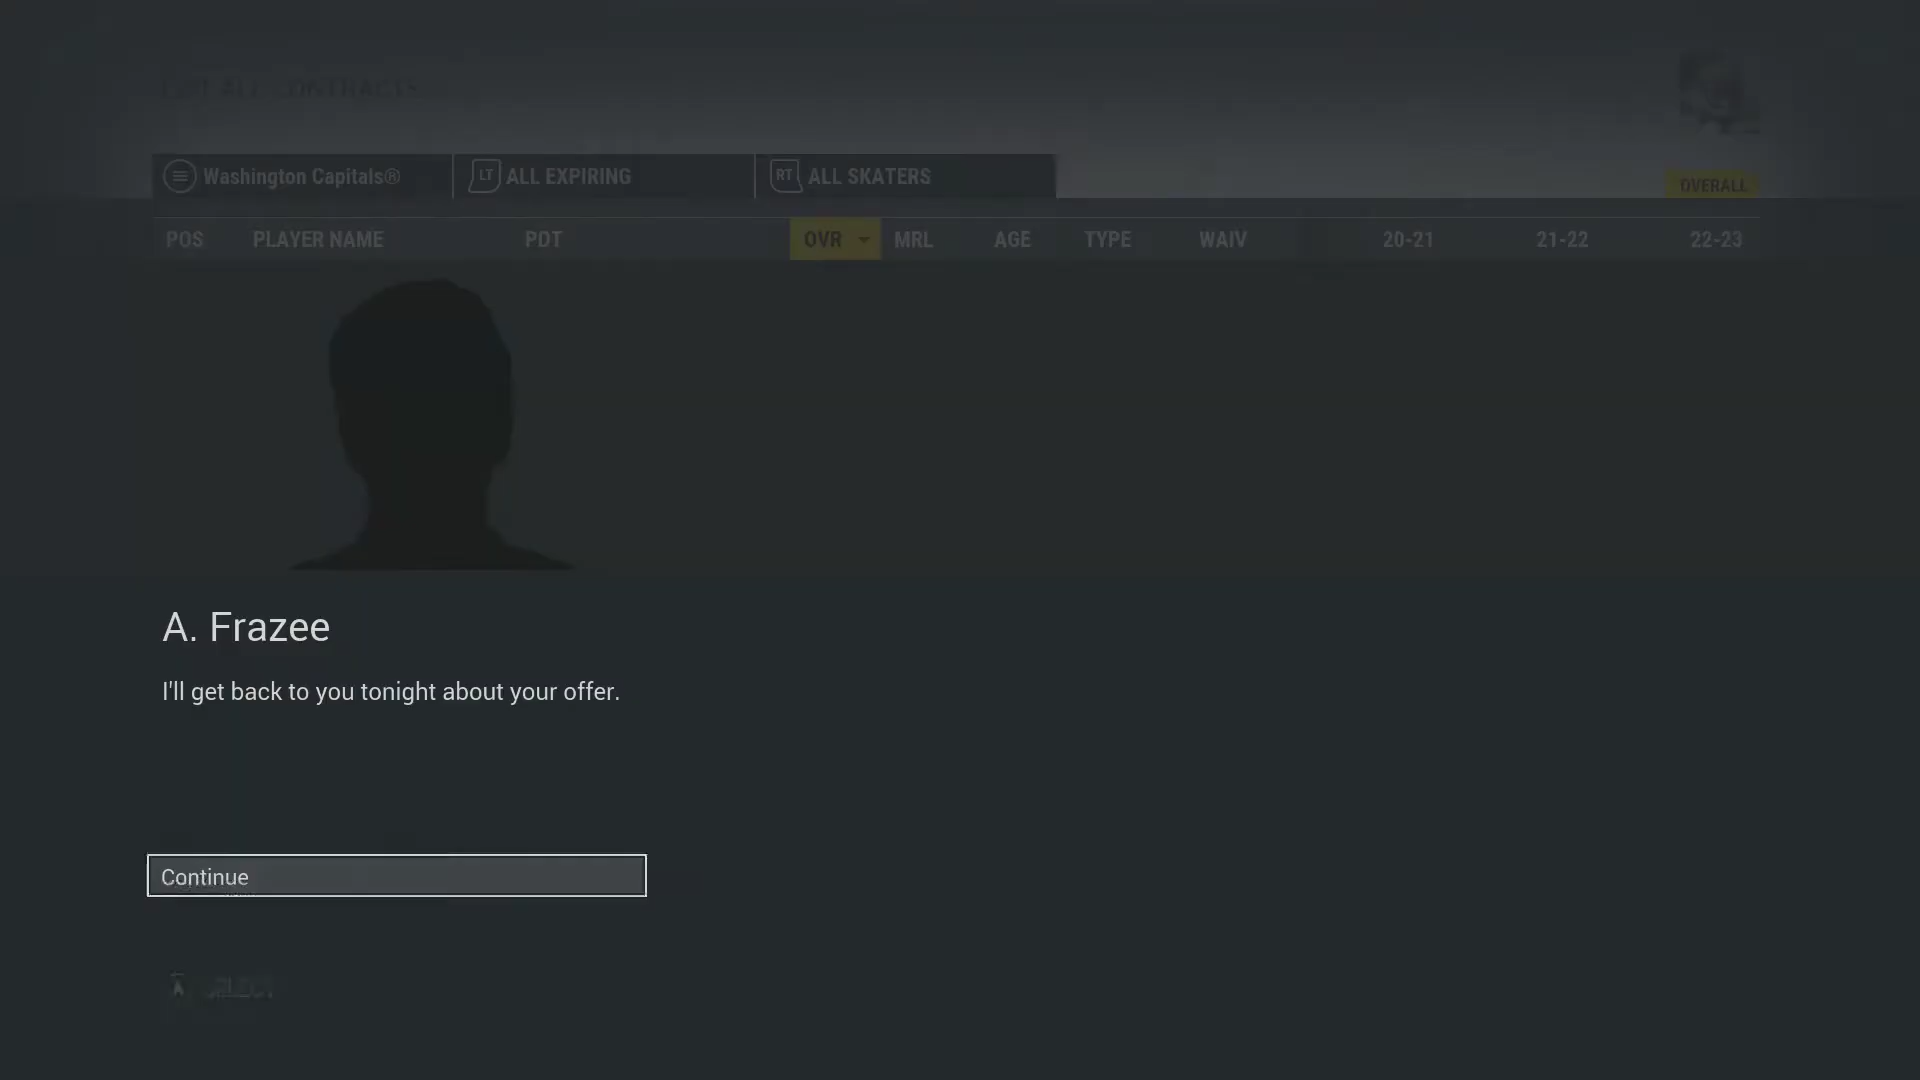 Washington Capitals®
LT ALL EXPIRING
RT ALL SKATERS
OVERALL
POS PLAYER NAME PDT OVR MRL AGE TYPE WAIV 20-21 21-22 22-23
A. Frazee
I'll get back to you tonight about your offer.
Continue
A SELECT